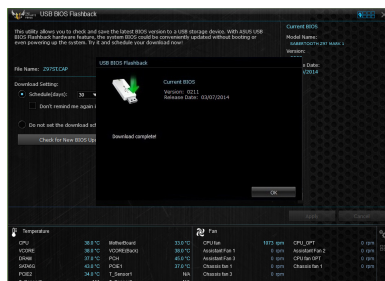 USB BIOS Flashback
This utility allows you to check and save the latest BIOS version to a USB storage device. With ASUS USB
BIOS Flashback hardware feature, the system BIOS could be conveniently updated without booting or
even powering up the system. Try it and schedule your download now!
Current BIOS
Model Name:
SABERTOOTH Z97 MARK 1
Version:
/2014
File Name: Z97ST.CAP
Download Setting:
Schedule(days): 30
Don't remind me again
Do not set the download sch
Check for New BIOS Up
USB BIOS Flashback
Current BIOS
Version: 0211
Release Date: 03/07/2014
Download complete!
OK
Apply
Cancel
Temperature
CPU 38.0 °C MotherBoard 33.0 °C
VCORE 38.0 °C VCORE(Back) 38.0 °C
DRAM 37.0 °C PCH 45.0 °C
SATA6G 43.0 °C PCIE1 37.0 °C
PCIE2 34.0 °C T_Sensor1 N/A
Fan
CPU fan 1073 rpm CPU_OPT 0 rpm
Assistant Fan 1 0 rpm Assistant Fan 2 0 rpm
Assistant Fan 3 0 rpm CPU fan OPT 0 rpm
Chassis fan 1 0 rpm Chassis fan 1 0 rpm
Chassis fan 3 0 rpm